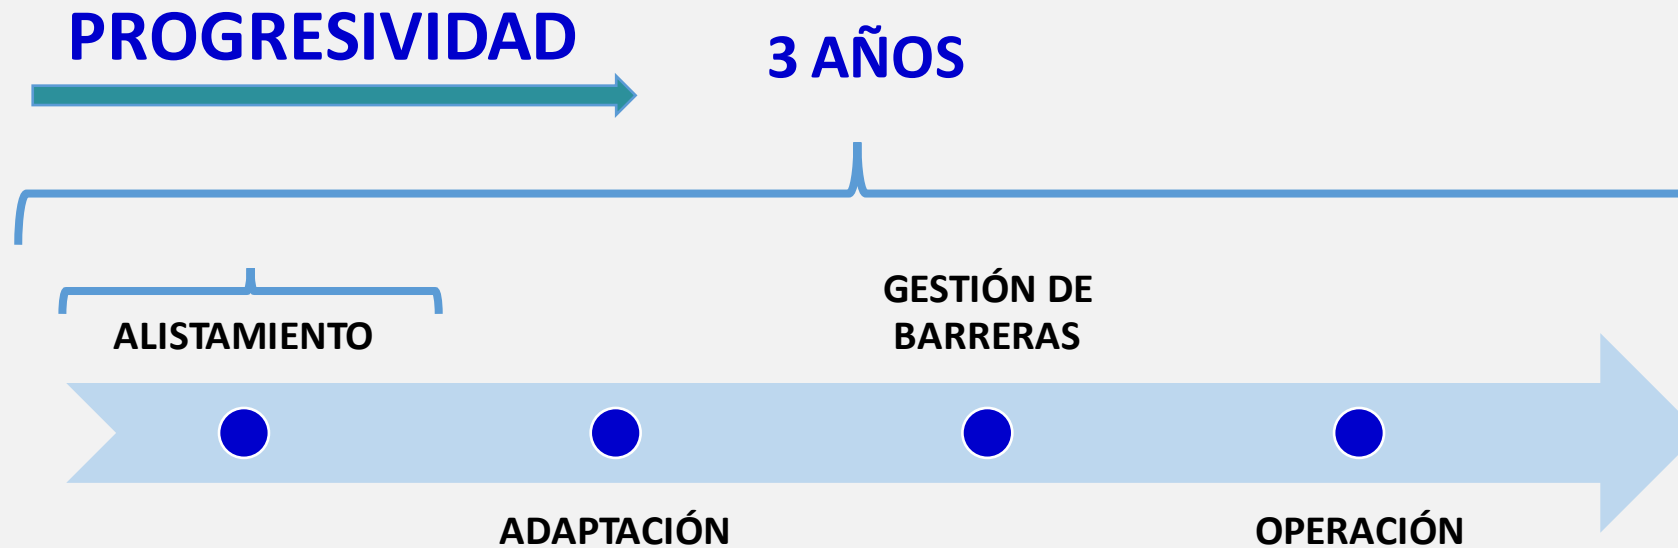 PROGRESIVIDAD
3 AÑOS
ALISTAMIENTO
GESTIÓN DE
BARRERAS
ADAPTACIÓN
OPERACIÓN